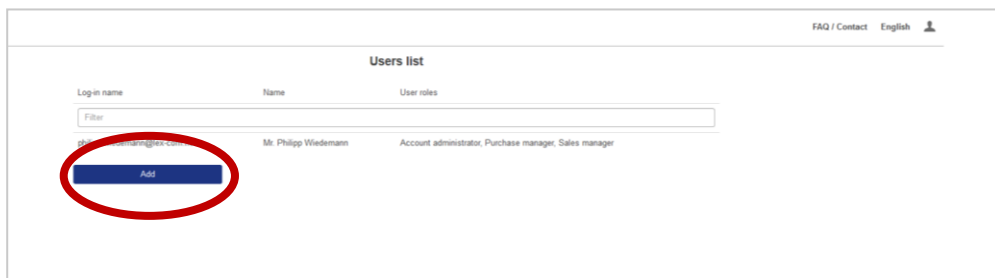 FAQ / Contact English
Users list
Log-in name Name User roles
Filter
Mr. Philipp Wiedemann Account administrator, Purchase manager, Sales manager
Add